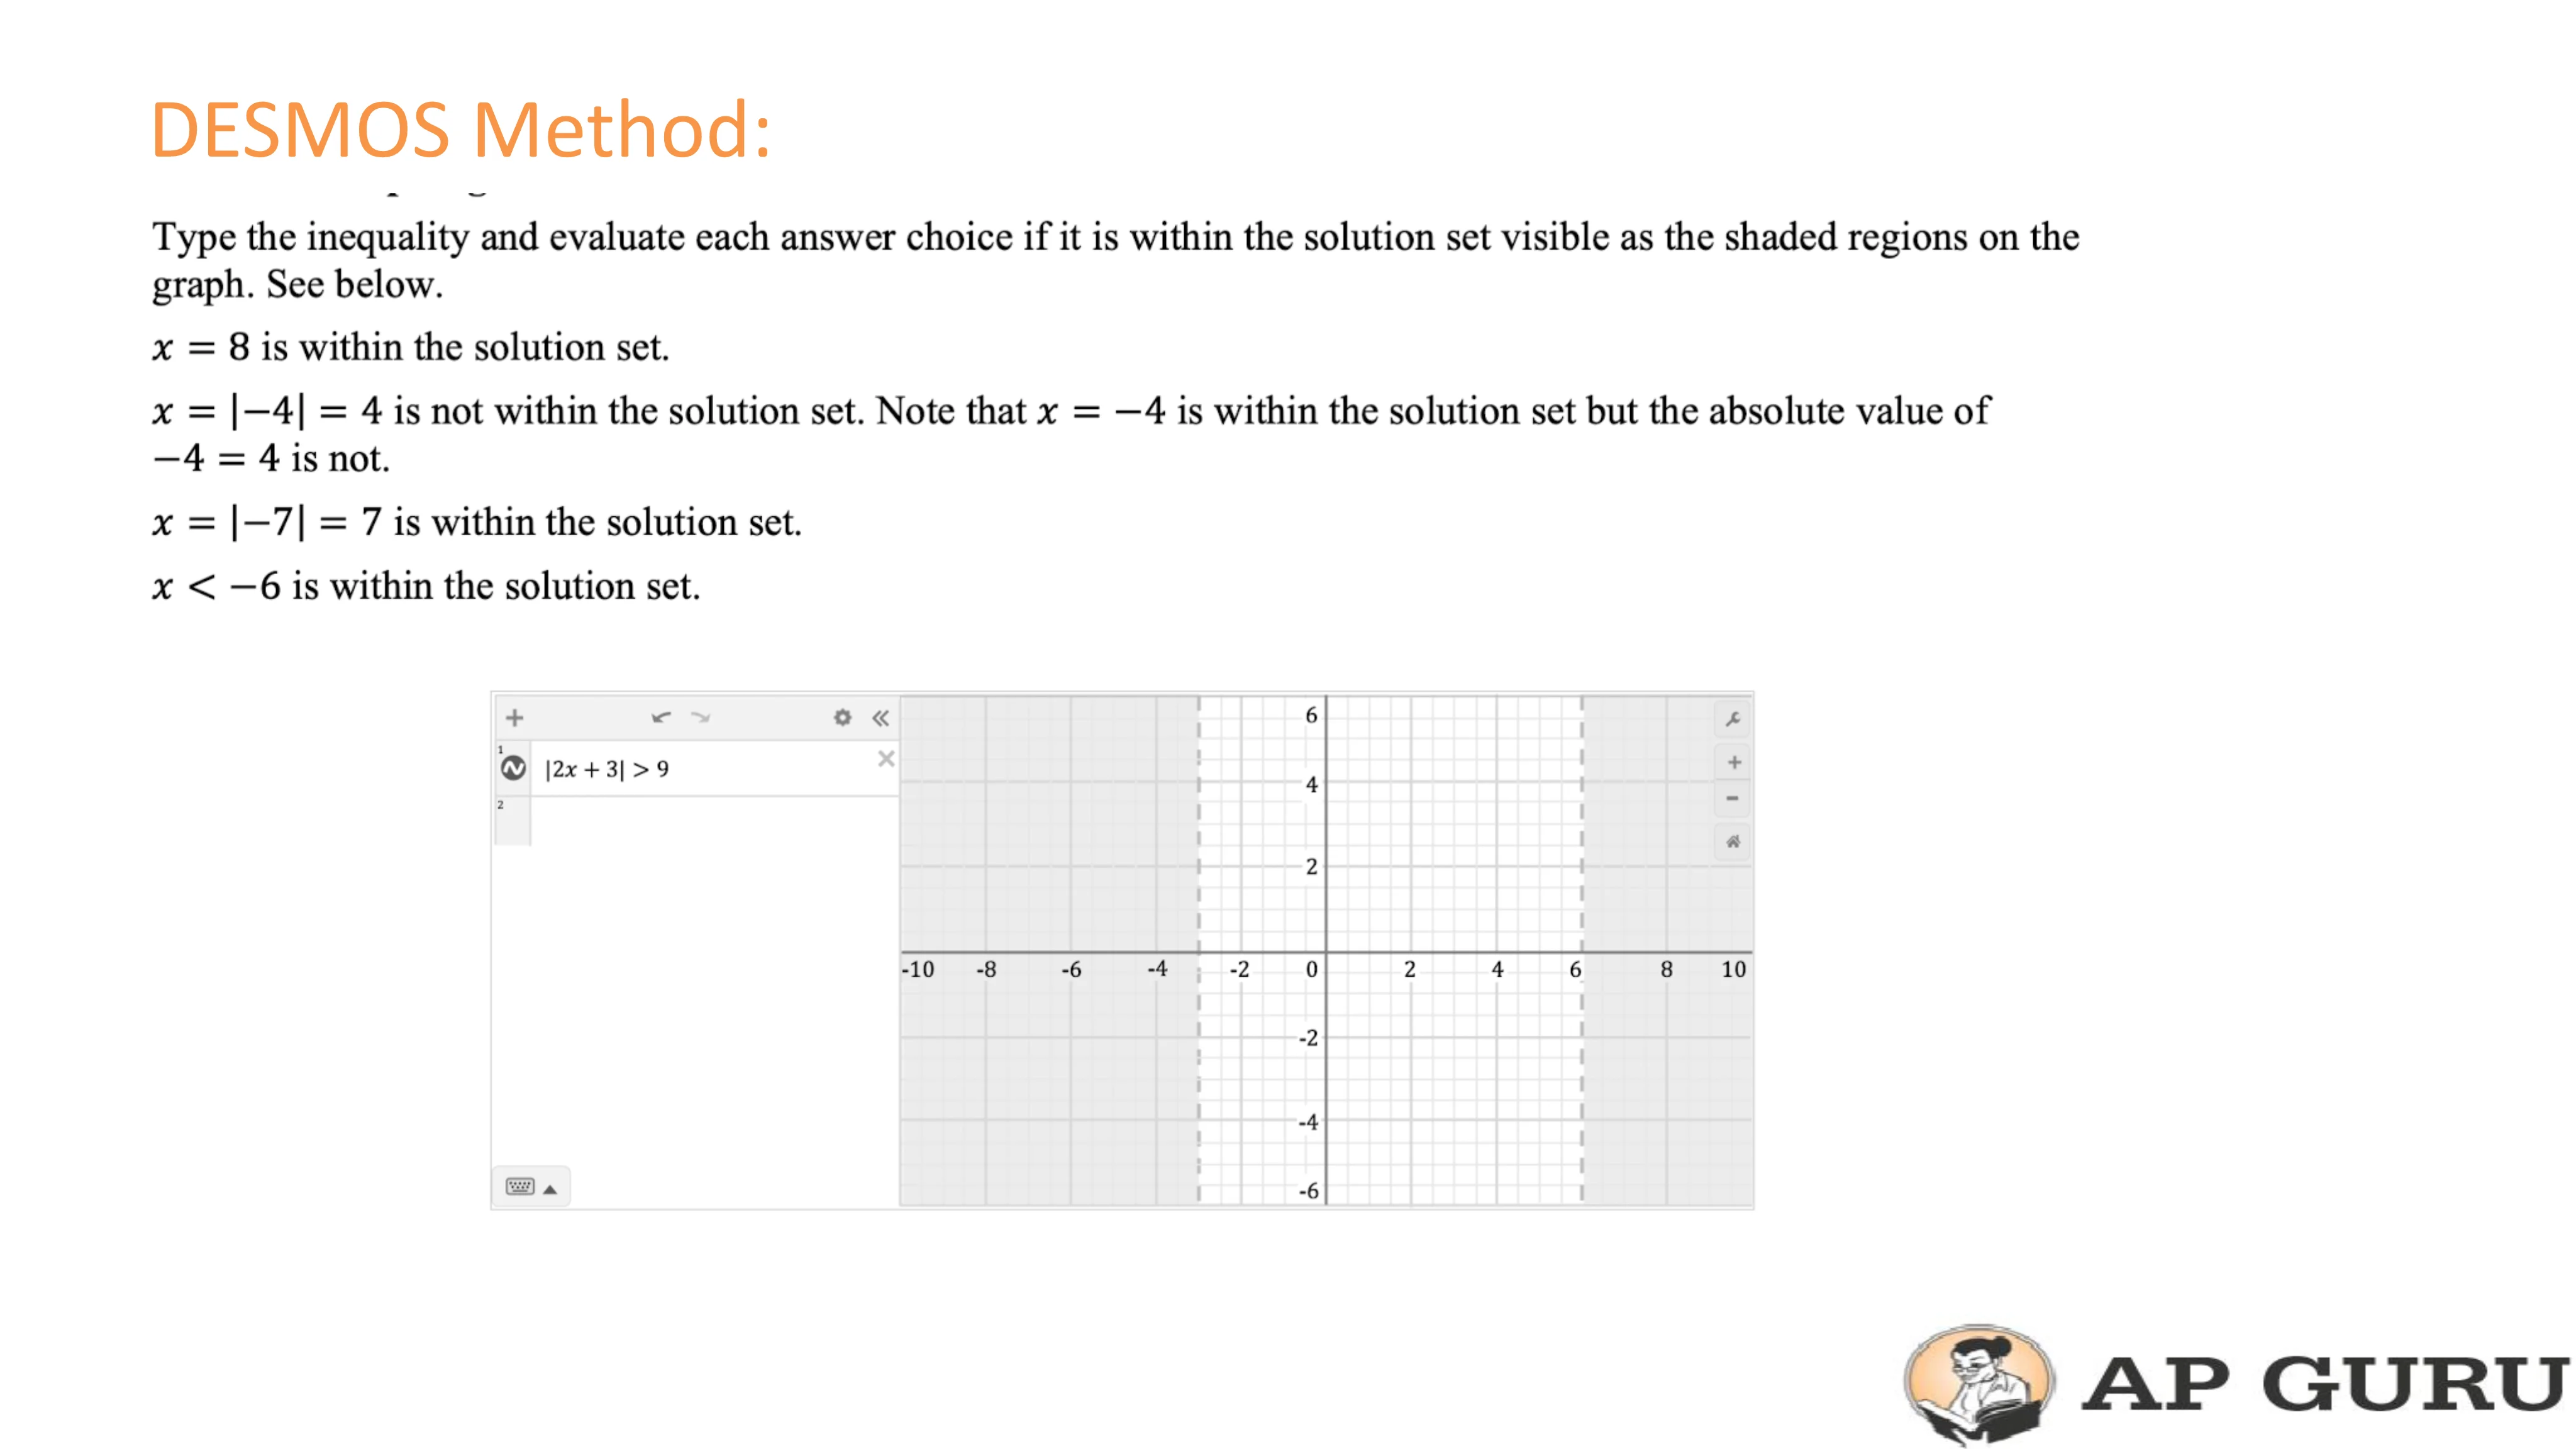 DESMOS Method:
Type the inequality and evaluate each answer choice if it is within the solution set visible as the shaded regions on the
graph. See below.
x = 8 is within the solution set.
x = |−4| = 4 is not within the solution set. Note that x = −4 is within the solution set but the absolute value of
−4 = 4 is not.
x = |−7| = 7 is within the solution set.
x < −6 is within the solution set.
1
|2x + 3| > 9
2
6
4
2
-10 -8 -6 -4 -2 0 2 4 6 8 10
-2
-4
-6
AP GURU